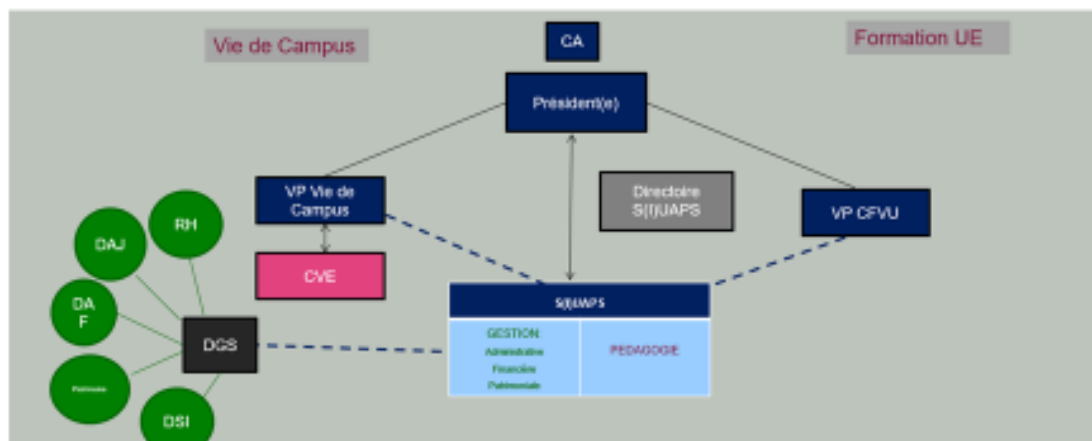 Vie de Campus
CA
Formation UE
Président(e)
VP Vie de
Campus
Directoire
S(I)UAPS
VP CFVU
RH
DAJ
CVE
DA
F
S(I)UAPS
DGS
GESTION:
Administrative
Financière
Patrimoniale
PEDAGOGIE
DSI